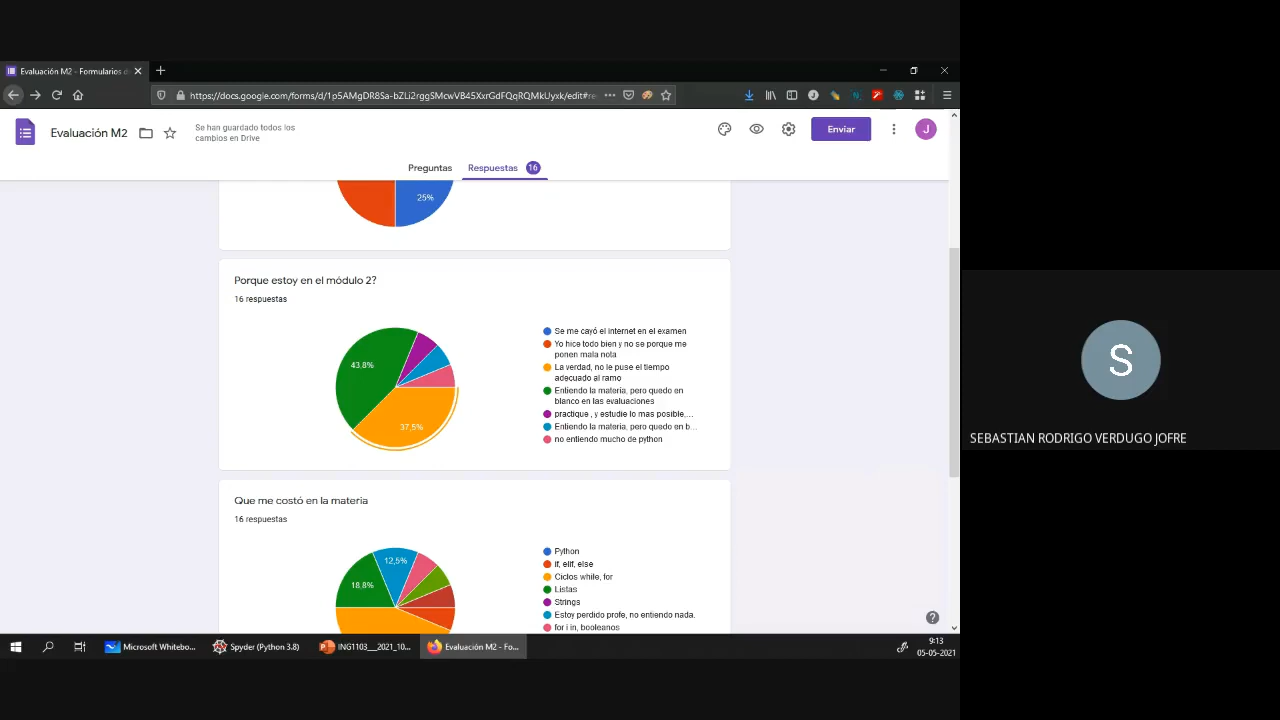 Evaluación M2 - Formularios d
https://docs.google.com/forms/d/1p5AMgDR8Sa-bZLi2rggSMcwVB45XxrGdFQqRQMkUyxk/edit#re
Evaluación M2
Se han guardado todos los
cambios en Drive
Enviar
J
Preguntas
Respuestas 16
25%
Porque estoy en el módulo 2?
16 respuestas
43,8%
37,5%
Se me cayó el internet en el examen
Yo hice todo bien y no se porque me
ponen mala nota
La verdad, no le puse el tiempo
adecuado al ramo
Entiendo la materia, pero quedo en
blanco en las evaluaciones
practique , y estudie lo mas posible,...
Entiendo la materia, pero quedo en b...
no entiendo mucho de python
Que me costó en la materia
16 respuestas
12,5%
18,8%
Python
if, elif, else
Ciclos while, for
Listas
Strings
Estoy perdido profe, no entiendo nada.
for i in, booleanos
S
SEBASTIAN RODRIGO VERDUGO JOFRE
Microsoft Whitebo...
Spyder (Python 3.8)
ING1103___2021_10...
Evaluación M2 - Fo...
9:13
05-05-2021